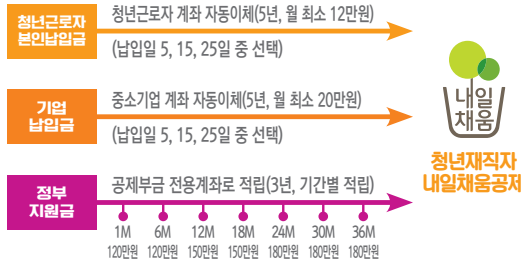 청년근로자
본인납입금
청년근로자 계좌 자동이체(5년, 월 최소 12만원)
(납입일 5, 15, 25일 중 선택)
기업
납입금
중소기업 계좌 자동이체(5년, 월 최소 20만원)
(납입일 5, 15, 25일 중 선택)
정부
지원금
공제부금 전용계좌로 적립(3년, 기간별 적립)
1M 6M 12M 18M 24M 30M 36M
120만원 120만원 150만원 150만원 180만원 180만원 180만원
내일
채움
청년재직자
내일채움공제